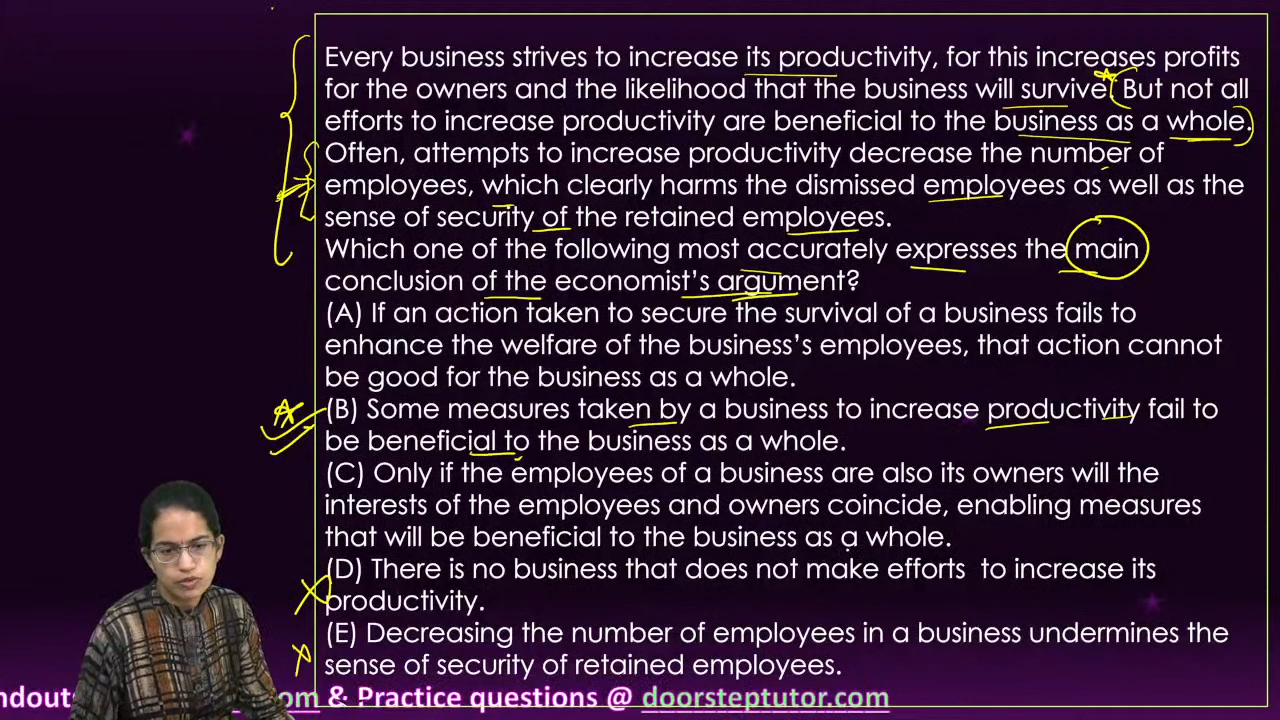 Every business strives to increase its productivity, for this increases profits
for the owners and the likelihood that the business will survive. But not all
efforts to increase productivity are beneficial to the business as a whole.
Often, attempts to increase productivity decrease the number of
employees, which clearly harms the dismissed employees as well as the
sense of security of the retained employees.
Which one of the following most accurately expresses the main
conclusion of the economist's argument?
(A) If an action taken to secure the survival of a business fails to
enhance the welfare of the business's employees, that action cannot
be good for the business as a whole.
(B) Some measures taken by a business to increase productivity fail to
be beneficial to the business as a whole.
(C) Only if the employees of a business are also its owners will the
interests of the employees and owners coincide, enabling measures
that will be beneficial to the business as a whole.
(D) There is no business that does not make efforts to increase its
productivity.
(E) Decreasing the number of employees in a business undermines the
sense of security of retained employees.
om & Practice questions @ doorsteptutor.com